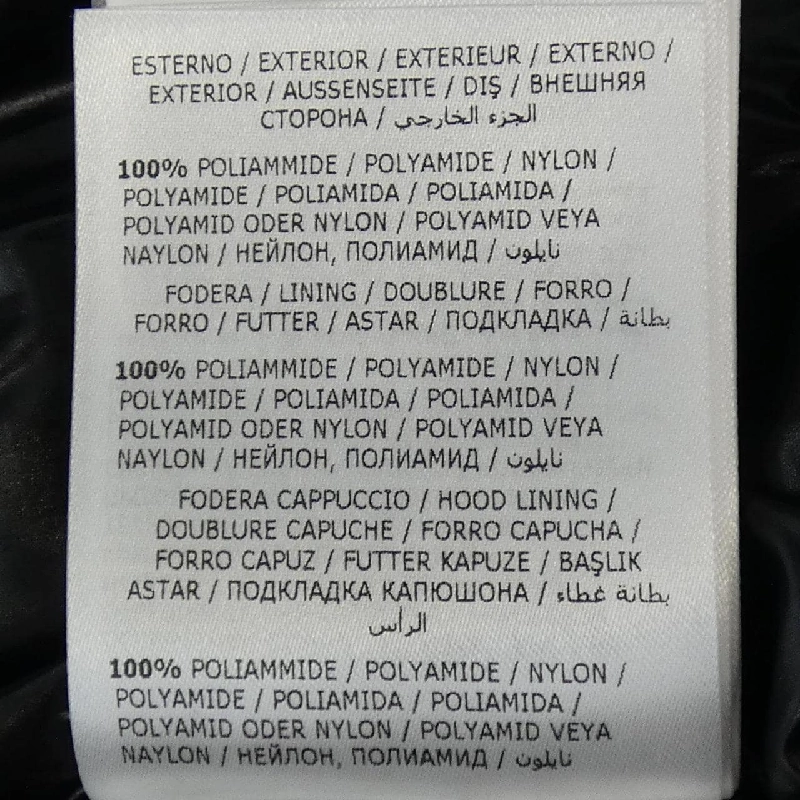 ESTERNO / EXTERIOR / EXTERIEUR / EXTERNO /
EXTERIOR / AUSSENSEITE / DIŞ / ВНЕШНЯЯ
СТОРОНА / الجزء الخارجي
100% POLIAMMIDE / POLYAMIDE / NYLON /
POLYAMIDE / POLIAMIDA / POLIAMIDA /
POLYAMID ODER NYLON / POLYAMID VEYA
NAYLON / НЕЙЛОН, ПОЛИАМИД / نايلون
FODERA / LINING / DOUBLURE / FORRO /
FORRO / FUTTER / ASTAR / ПОДКЛАДКА / بطانة
100% POLIAMMIDE / POLYAMIDE / NYLON /
POLYAMIDE / POLIAMIDA / POLIAMIDA /
POLYAMID ODER NYLON / POLYAMID VEYA
NAYLON / НЕЙЛОН, ПОЛИАМИД / نايلون
FODERA CAPPUCCIO / HOOD LINING /
DOUBLURE CAPUCHE / FORRO CAPUCHA /
FORRO CAPUZ / FUTTER KAPUZE / BAŞLIK
ASTAR / ПОДКЛАДКА КАПЮШОНА / بطانة غطاء
الرأس
100% POLIAMMIDE / POLYAMIDE / NYLON /
POLYAMIDE / POLIAMIDA / POLIAMIDA /
POLYAMID ODER NYLON / POLYAMID VEYA
NAYLON / НЕЙЛОН, ПОЛИАМИД / نايلون